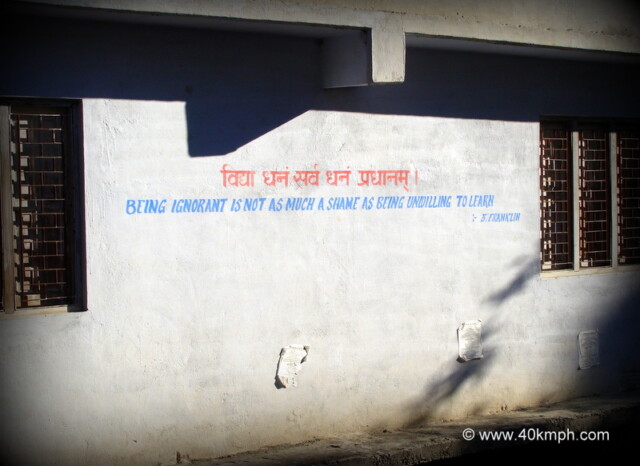 विद्या धनं सर्व धनं प्रधानम् ।
BEING IGNORANT IS NOT AS MUCH A SHAME AS BEING UNWILLING TO LEARN
:- B.FRANKLIN
© www.40kmph.com